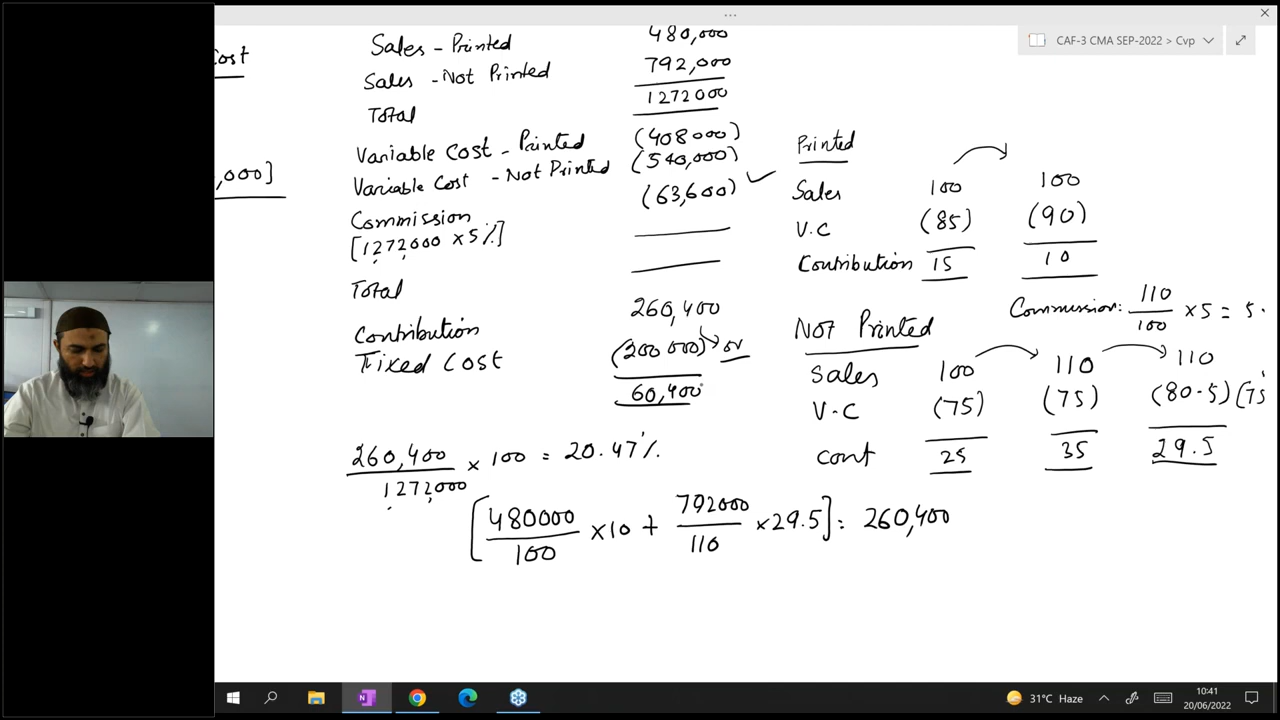 ...
CAF-3 CMA SEP-2022 > Cvp
Cost
,000]
Sales - Printed 480,000
Sales - Not Printed 792,000
Total 1272000
Variable Cost - Printed (408000)
Variable Cost - Not Printed (540,000)
Commission (63,600)
[1272000 x 5%]
Total
Contribution 260,400
Fixed Cost (200000) or
60,400
260,400 / 1272000 x 100 = 20.47%
[480000 / 100 x 10 + 792000 / 110 x 29.5] = 260,400
Printed
Sales 100 100
V.C (85) (90)
Contribution 15 10
Commission: 110 / 100 x 5 = 5.
Not Printed
Sales 100 110 110
V.C (75) (75) (80.5) (75
Cont 25 35 29.5
31°C Haze
10:41
20/06/2022